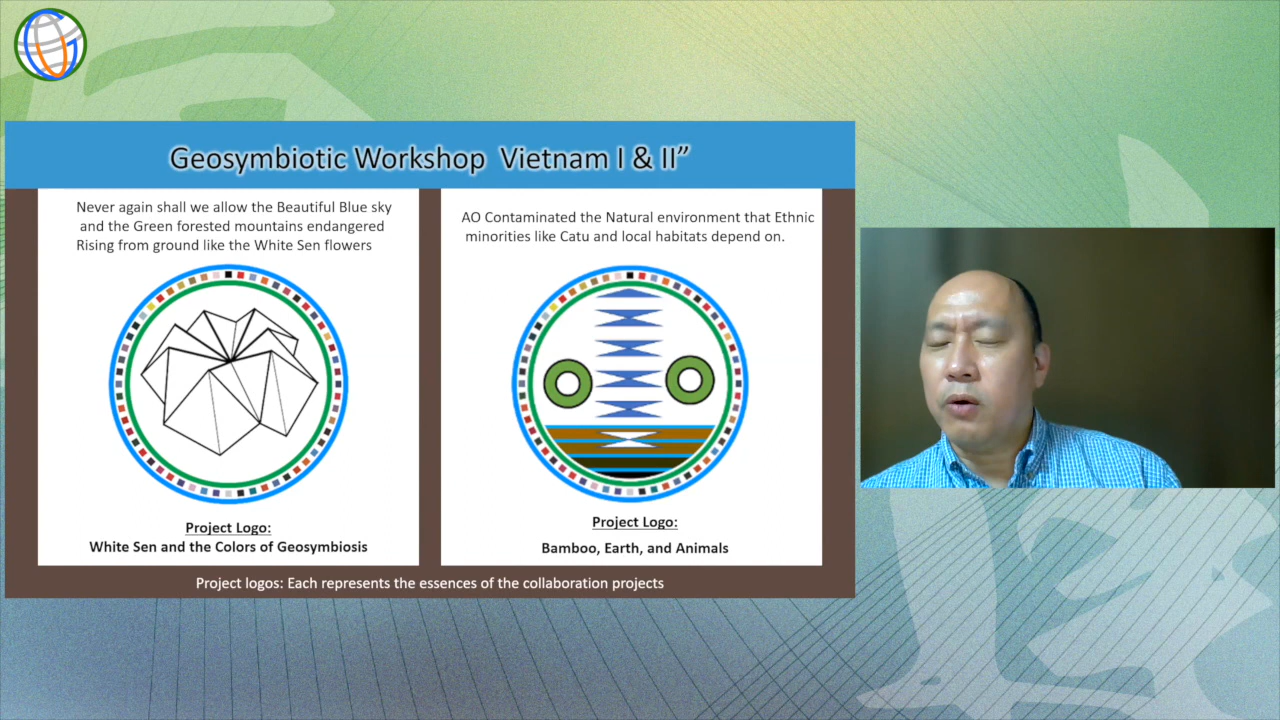 Geosymbiotic Workshop Vietnam I & II”
Never again shall we allow the Beautiful Blue sky
and the Green forested mountains endangered
Rising from ground like the White Sen flowers
Project Logo:
White Sen and the Colors of Geosymbiosis
AO Contaminated the Natural environment that Ethnic
minorities like Catu and local habitats depend on.
Project Logo:
Bamboo, Earth, and Animals
Project logos: Each represents the essences of the collaboration projects